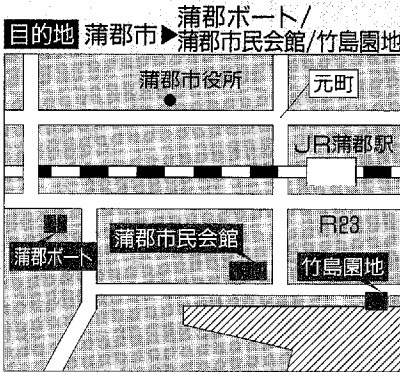 目的地 蒲郡市▶蒲郡ボート/
蒲郡市民会館/竹島園地
蒲郡市役所
元町
JR蒲郡駅
R23
蒲郡ボート
蒲郡市民会館
竹島園地